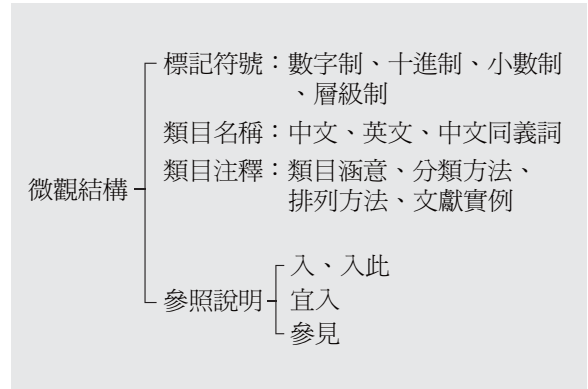 標記符號：數字制、十進制、小數制
、層級制
類目名稱：中文、英文、中文同義詞
類目注釋：類目涵意、分類方法、
排列方法、文獻實例
微觀結構
入、入此
參照說明
宜入
參見